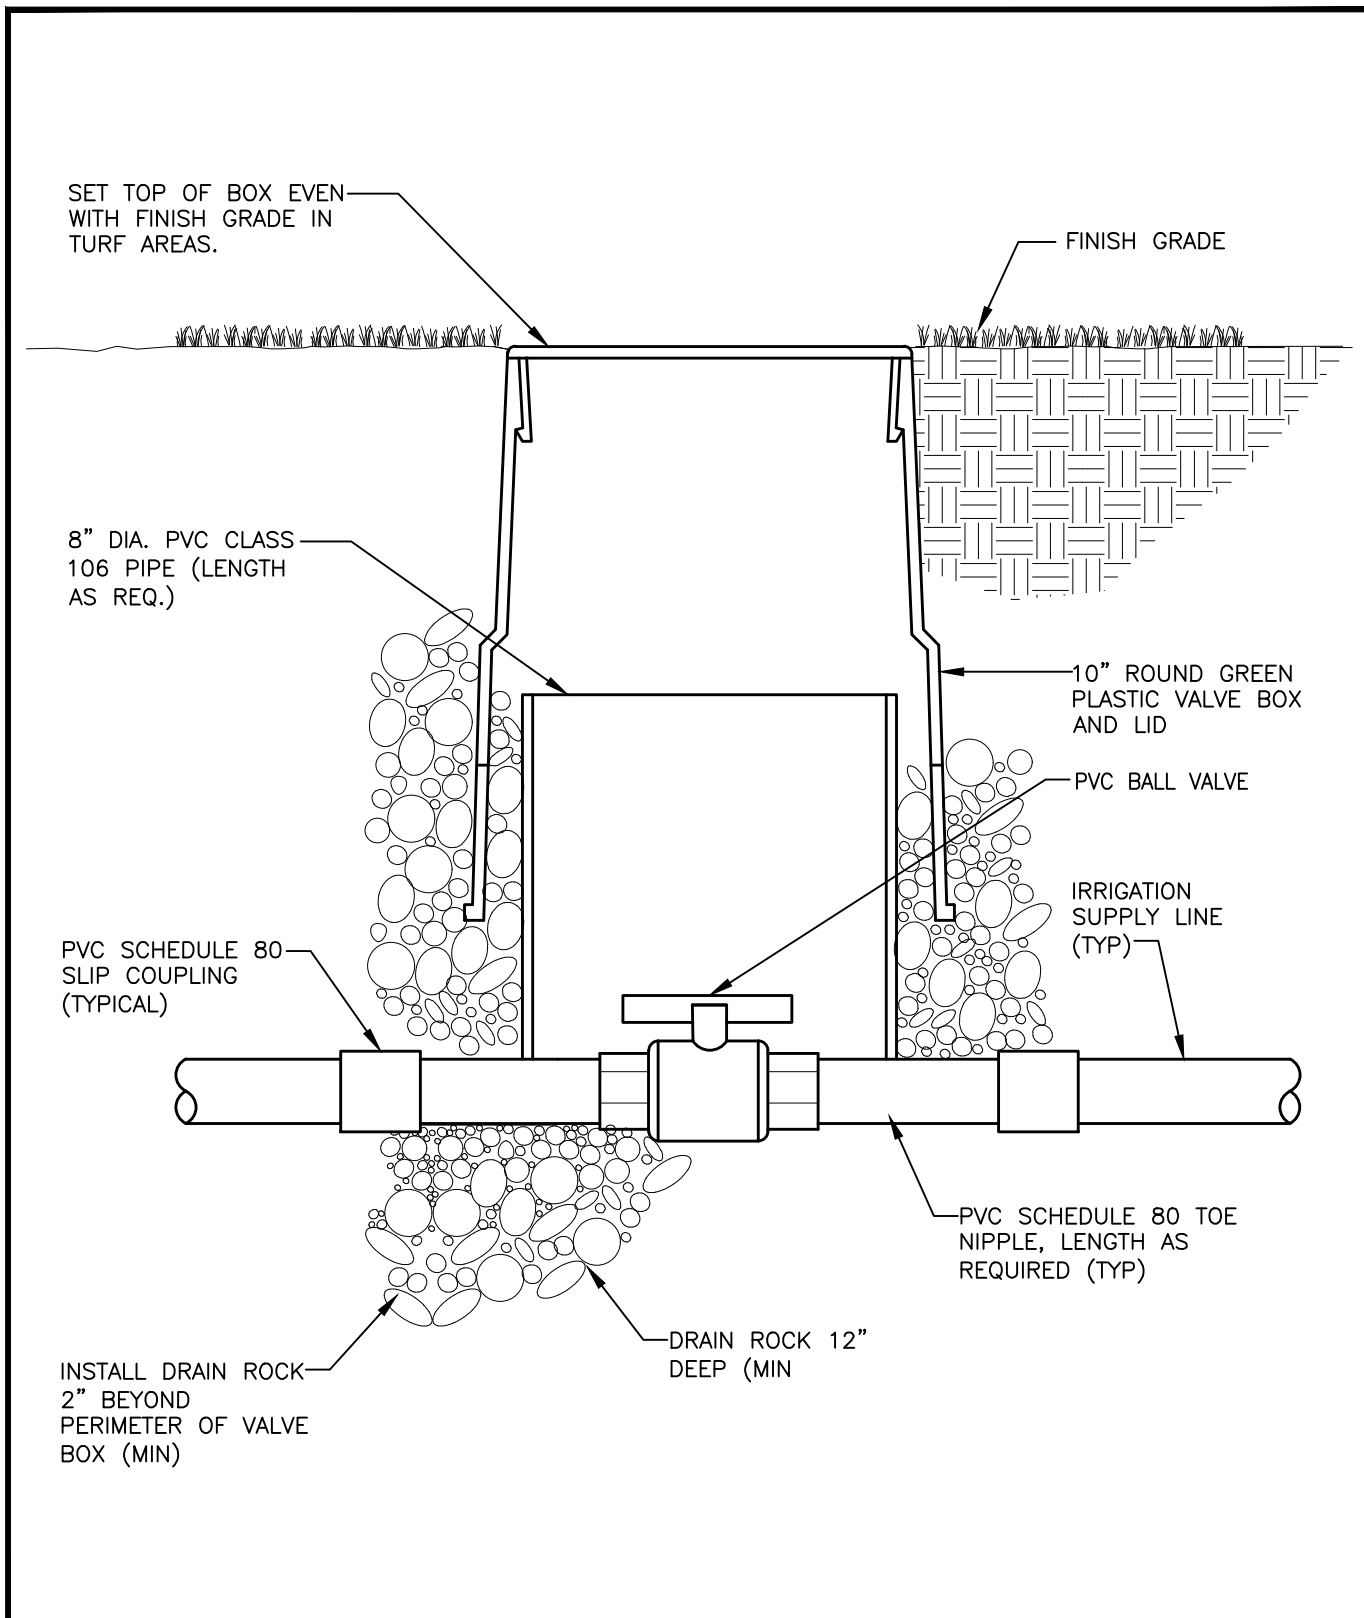 SET TOP OF BOX EVEN
WITH FINISH GRADE IN
TURF AREAS.
FINISH GRADE
8” DIA. PVC CLASS
106 PIPE (LENGTH
AS REQ.)
10” ROUND GREEN
PLASTIC VALVE BOX
AND LID
PVC BALL VALVE
IRRIGATION
SUPPLY LINE
(TYP)
PVC SCHEDULE 80
SLIP COUPLING
(TYPICAL)
PVC SCHEDULE 80 TOE
NIPPLE, LENGTH AS
REQUIRED (TYP)
DRAIN ROCK 12”
DEEP (MIN
INSTALL DRAIN ROCK
2” BEYOND
PERIMETER OF VALVE
BOX (MIN)